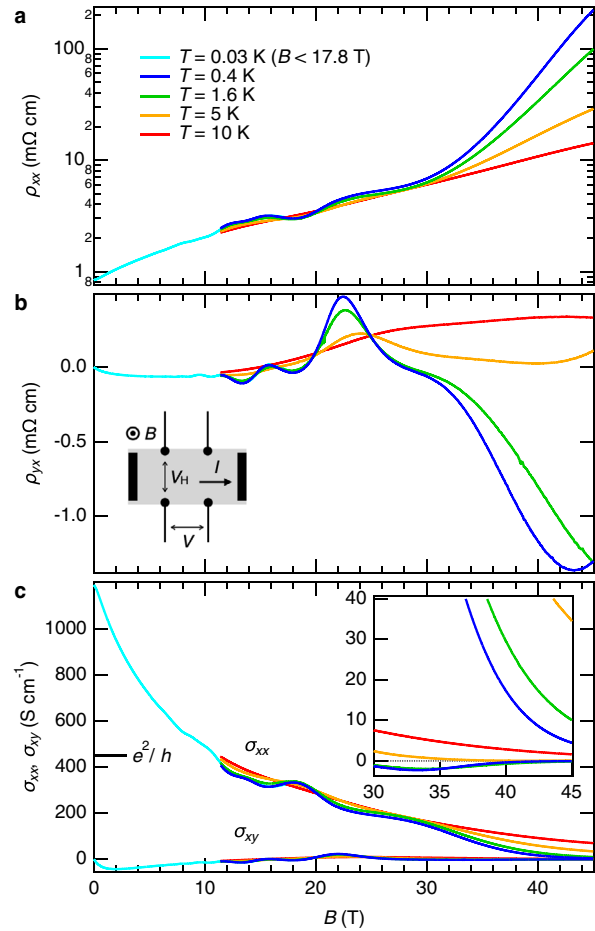 a
100
8
6
4
2
10
8
6
4
2
1
8
ρxx (mΩ cm)
T = 0.03 K (B < 17.8 T)
T = 0.4 K
T = 1.6 K
T = 5 K
T = 10 K
b
0.0
-0.5
-1.0
ρyx (mΩ cm)
B
VH
I
V
c
1000
800
600
400
200
0
σxx, σxy (S cm⁻¹)
e²/ h
σxx
σxy
40
30
20
10
0
30
35
40
45
0
10
20
30
40
B (T)